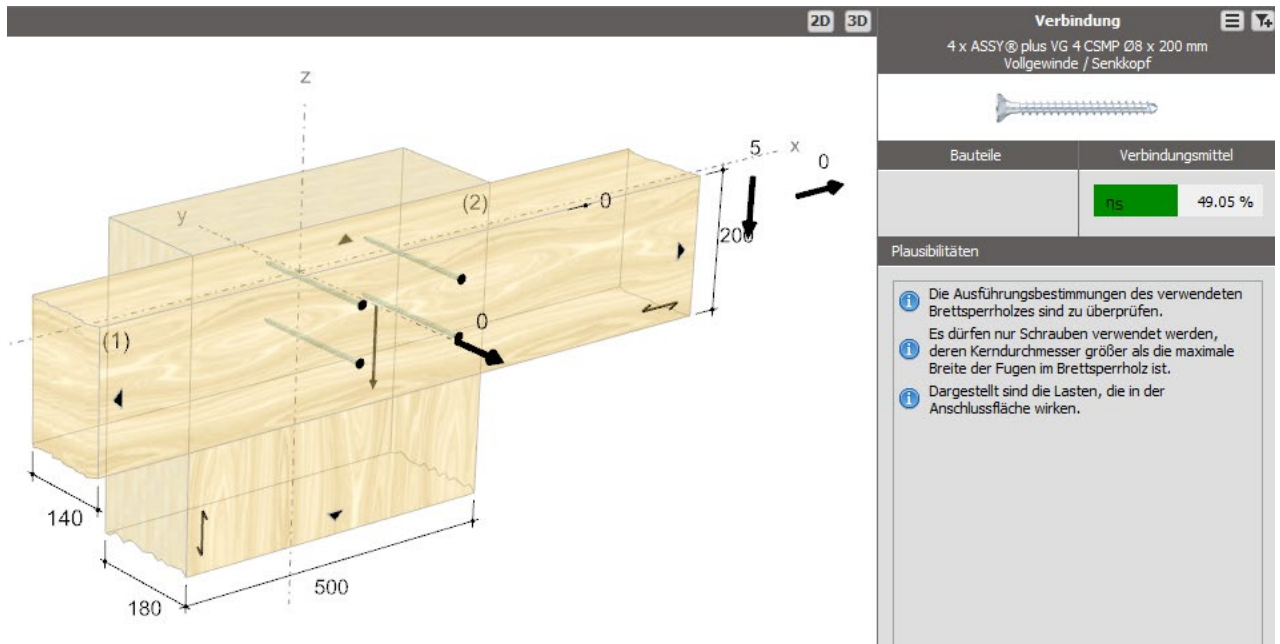 2D 3D
z
x
5
0
y
(2)
0
200
0
(1)
140
180
500
Verbindung
4 x ASSY® plus VG 4 CSMP Ø8 x 200 mm
Vollgewinde / Senkkopf
Bauteile
Verbindungsmittel
ηs
49.05 %
Plausibilitäten
Die Ausführungsbestimmungen des verwendeten
Brettsperrholzes sind zu überprüfen.
Es dürfen nur Schrauben verwendet werden,
deren Kerndurchmesser größer als die maximale
Breite der Fugen im Brettsperrholz ist.
Dargestellt sind die Lasten, die in der
Anschlussfläche wirken.